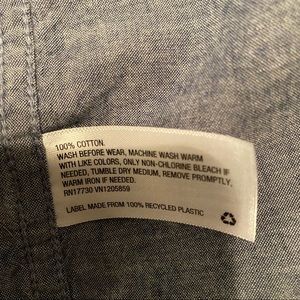 100% COTTON.
WASH BEFORE WEAR, MACHINE WASH WARM
WITH LIKE COLORS, ONLY NON-CHLORINE BLEACH IF
NEEDED, TUMBLE DRY MEDIUM, REMOVE PROMPTLY,
WARM IRON IF NEEDED.
RN17730 VN1205859
LABEL MADE FROM 100% RECYCLED PLASTIC